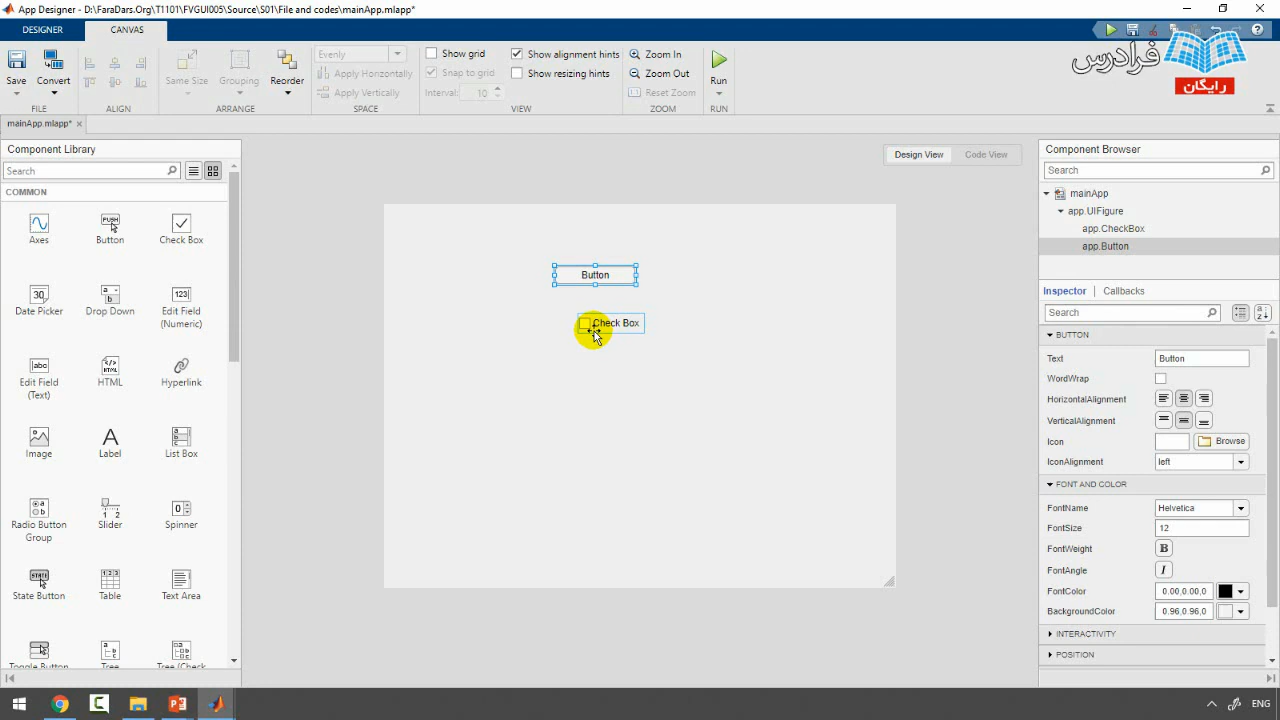 App Designer - D:\FaraDars.Org\T1101\FVGUI005\Source\S01\File and codes\mainApp.mlapp*
DESIGNER
CANVAS
فرادرس
رایگان
Save
Convert
FILE
ALIGN
Same Size
Grouping
Reorder
ARRANGE
Evenly
Apply Horizontally
Apply Vertically
SPACE
Show grid
Snap to grid
Interval: 10
Show alignment hints
Show resizing hints
VIEW
Zoom In
Zoom Out
Reset Zoom
ZOOM
Run
RUN
mainApp.mlapp*
Component Library
Search
COMMON
Axes
Button
Check Box
Date Picker
Drop Down
Edit Field
(Numeric)
Edit Field
(Text)
HTML
Hyperlink
Image
Label
List Box
Radio Button
Group
Slider
Spinner
State Button
Table
Text Area
Toggle Button
Tree
Tree (Check
Design View
Code View
Button
Check Box
Component Browser
Search
mainApp
app.UIFigure
app.CheckBox
app.Button
Inspector
Callbacks
Search
BUTTON
Text Button
WordWrap
HorizontalAlignment
VerticalAlignment
Icon Browse
IconAlignment left
FONT AND COLOR
FontName Helvetica
FontSize 12
FontWeight B
FontAngle I
FontColor 0.00,0.00,0
BackgroundColor 0.96,0.96,0
INTERACTIVITY
POSITION
ENG